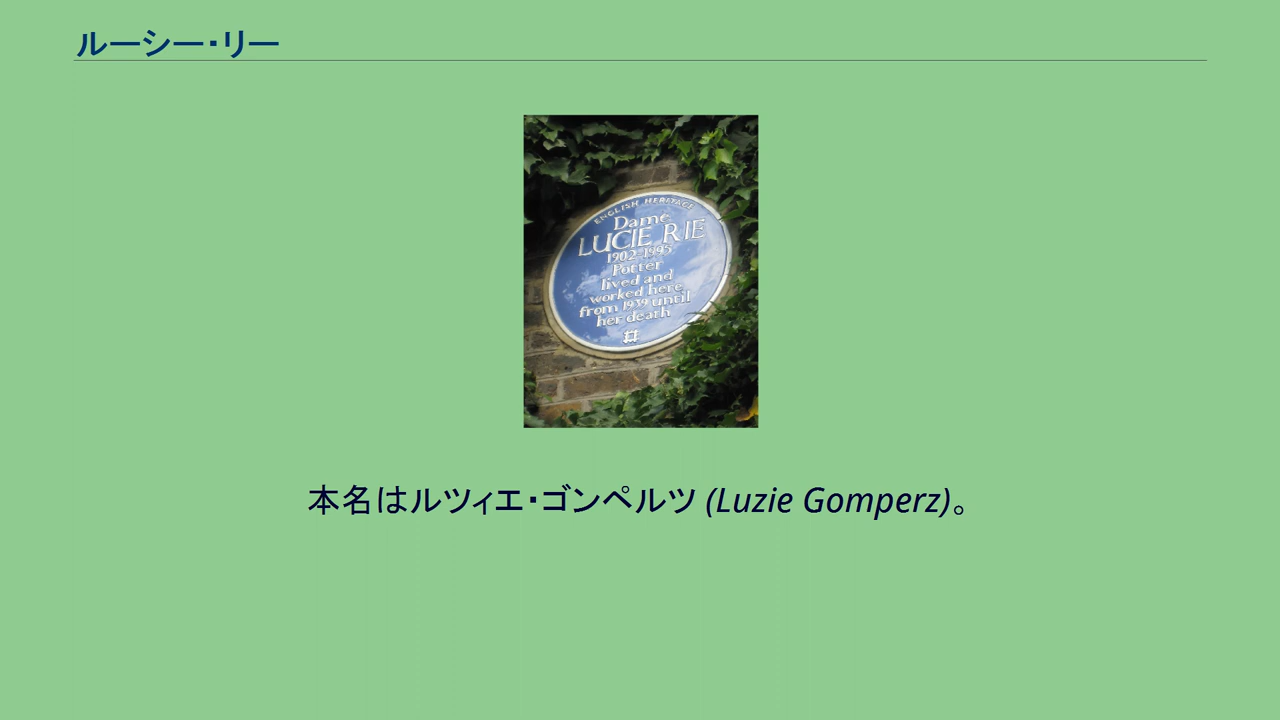 ルーシー・リー
ENGLISH HERITAGE
Dame
LUCIE RIE
1902-1995
Potter
lived and
worked here
from 1939 until
her death
本名はルツィエ・ゴンペルツ (Luzie Gomperz)。